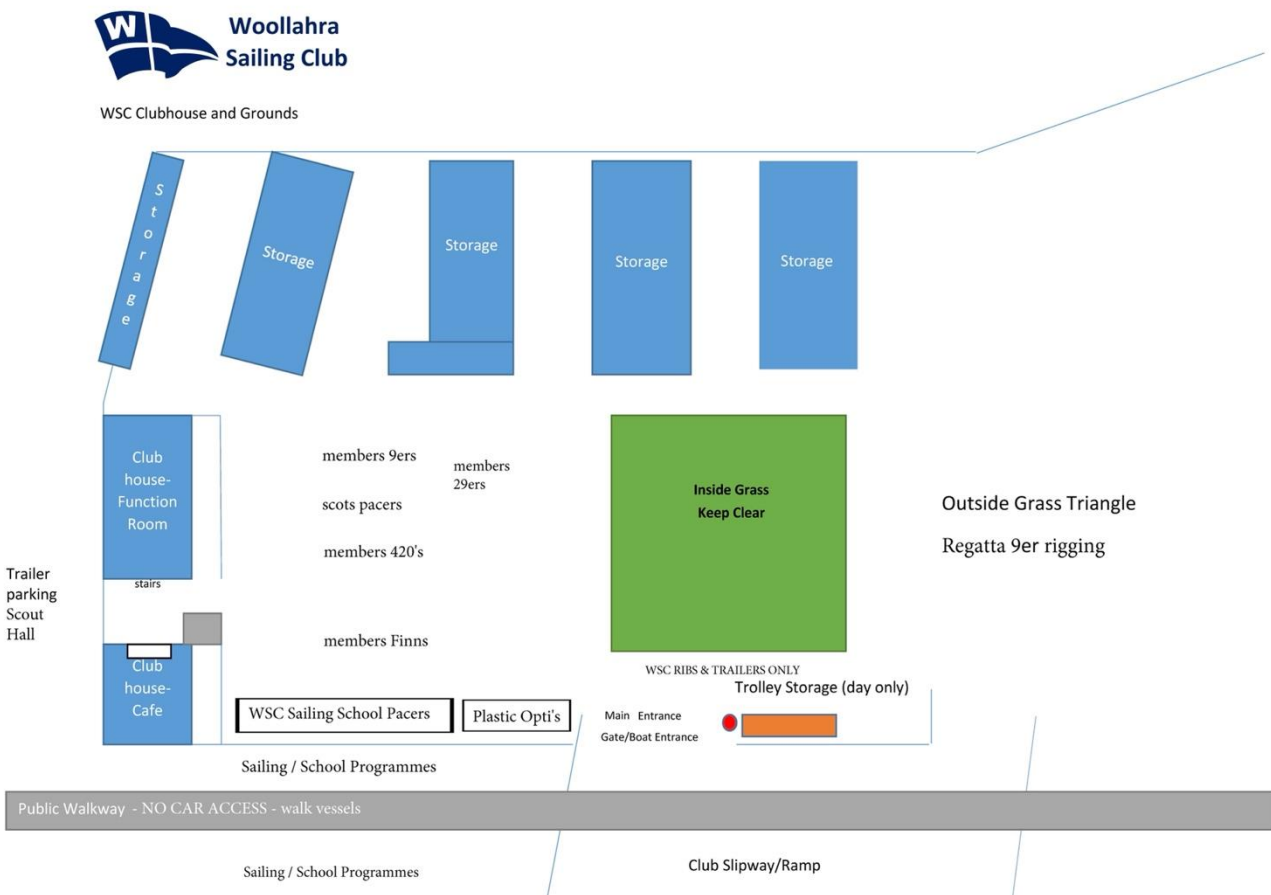 W
Woollahra
Sailing Club
WSC Clubhouse and Grounds
Storage
Storage
Storage
Storage
Storage
Club
house-
Function
Room
members 9ers
members
29ers
scots pacers
members 420's
Inside Grass
Keep Clear
Outside Grass Triangle
Regatta 9er rigging
Trailer
parking
Scout
Hall
stairs
members Finns
Club
house-
Cafe
WSC RIBS & TRAILERS ONLY
Trolley Storage (day only)
WSC Sailing School Pacers
Plastic Opti's
Main Entrance
Gate/Boat Entrance
Sailing / School Programmes
Public Walkway - NO CAR ACCESS - walk vessels
Sailing / School Programmes
Club Slipway/Ramp